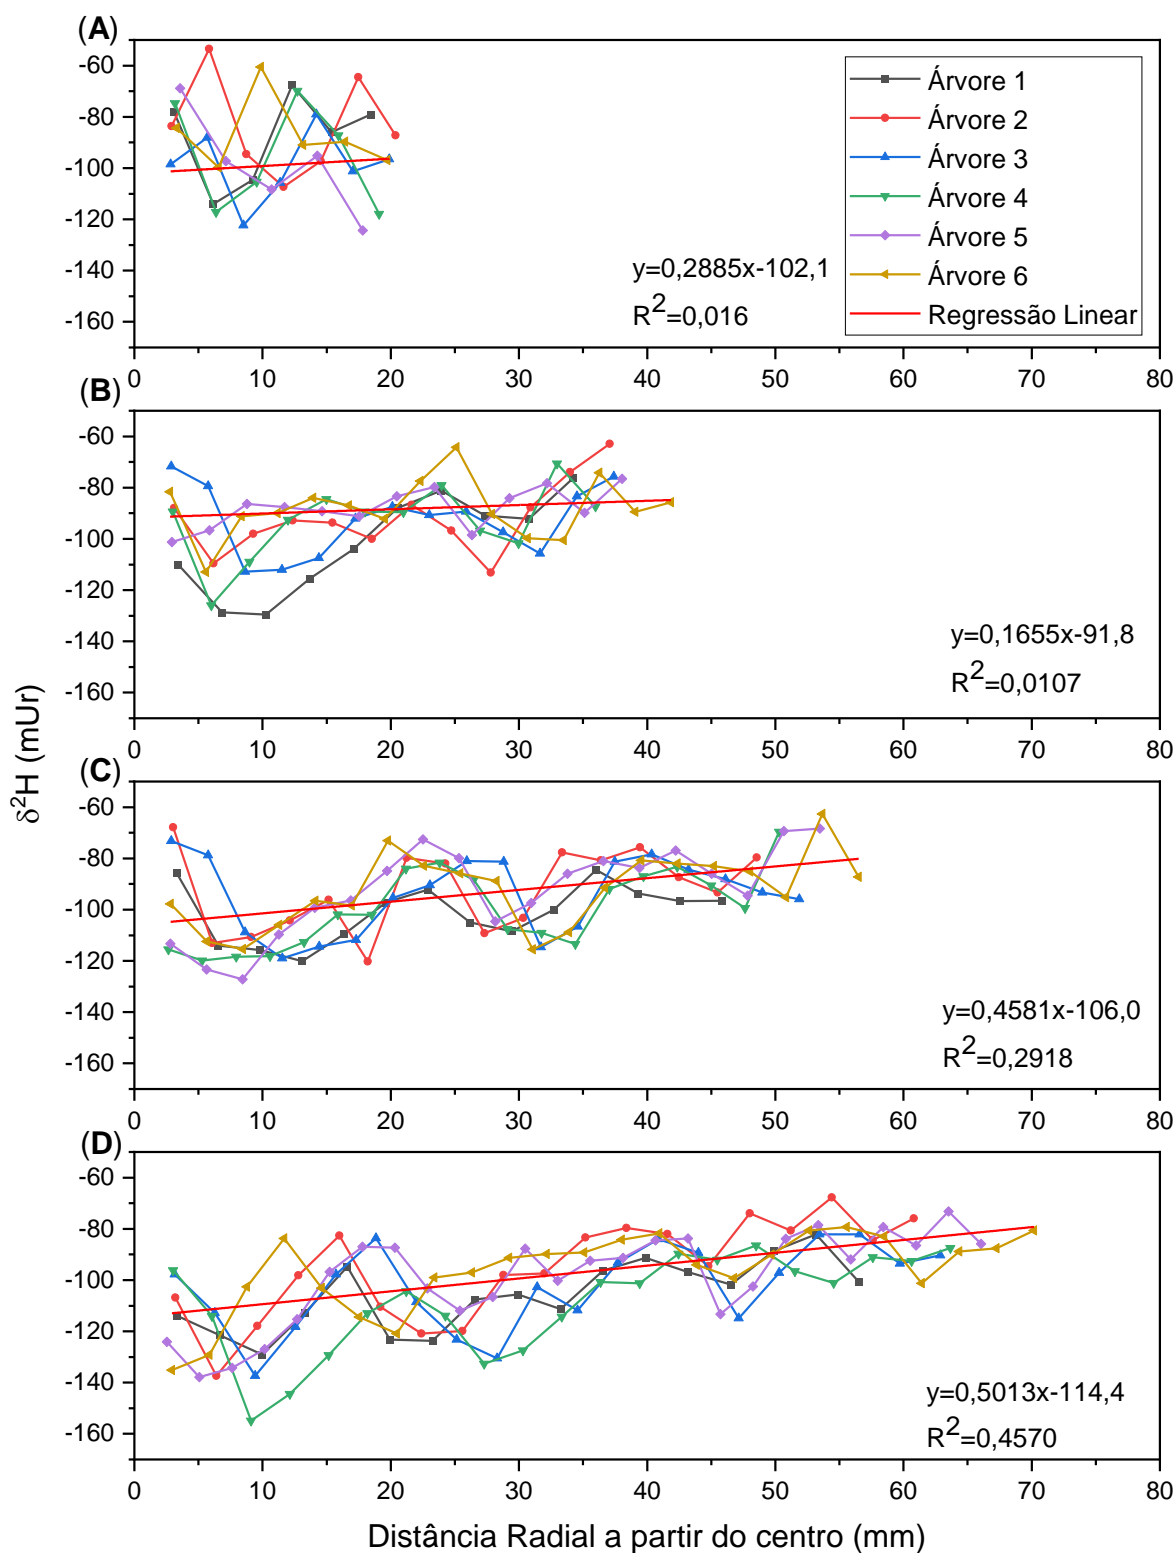 (A)
-60
-80
-100
-120
-140
-160
Árvore 1
Árvore 2
Árvore 3
Árvore 4
Árvore 5
Árvore 6
Regressão Linear
y=0,2885x-102,1
R²=0,016
0 10 20 30 40 50 60 70 80
(B)
-60
-80
-100
-120
-140
-160
y=0,1655x-91,8
R²=0,0107
0 10 20 30 40 50 60 70 80
δ²H (mUr)
(C)
-60
-80
-100
-120
-140
-160
y=0,4581x-106,0
R²=0,2918
0 10 20 30 40 50 60 70 80
(D)
-60
-80
-100
-120
-140
-160
y=0,5013x-114,4
R²=0,4570
0 10 20 30 40 50 60 70 80
Distância Radial a partir do centro (mm)